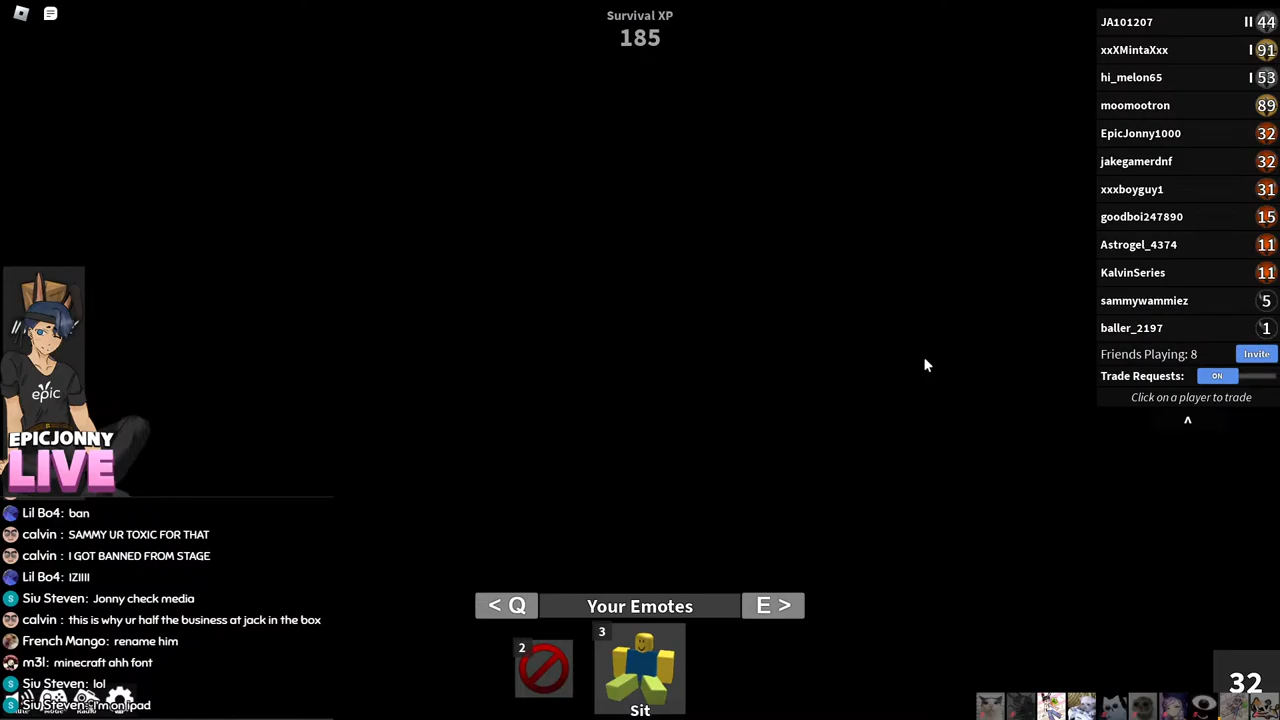 Survival XP
185
JA101207 II 44
xxXMintaXxx I 91
hi_melon65 I 53
moomootron 89
EpicJonny1000 32
jakegamerdnf 32
xxxboyguy1 31
goodboi247890 15
Astrogel_4374 11
KalvinSeries 11
sammywammiez 5
baller_2197 1
Friends Playing: 8 Invite
Trade Requests: ON
Click on a player to trade
^
epic
EPICJONNY
LIVE
Lil Bo4: ban
calvin : SAMMY UR TOXIC FOR THAT
calvin : I GOT BANNED FROM STAGE
Lil Bo4: IZIIII
S Siu Steven: Jonny check media
calvin : this is why ur half the business at jack in the box
French Mango: rename him
m3l: minecraft ahh font
S Siu Steven: lol
S Siu Steven: I'm on ipad
< Q Your Emotes E >
2
3
Sit
32